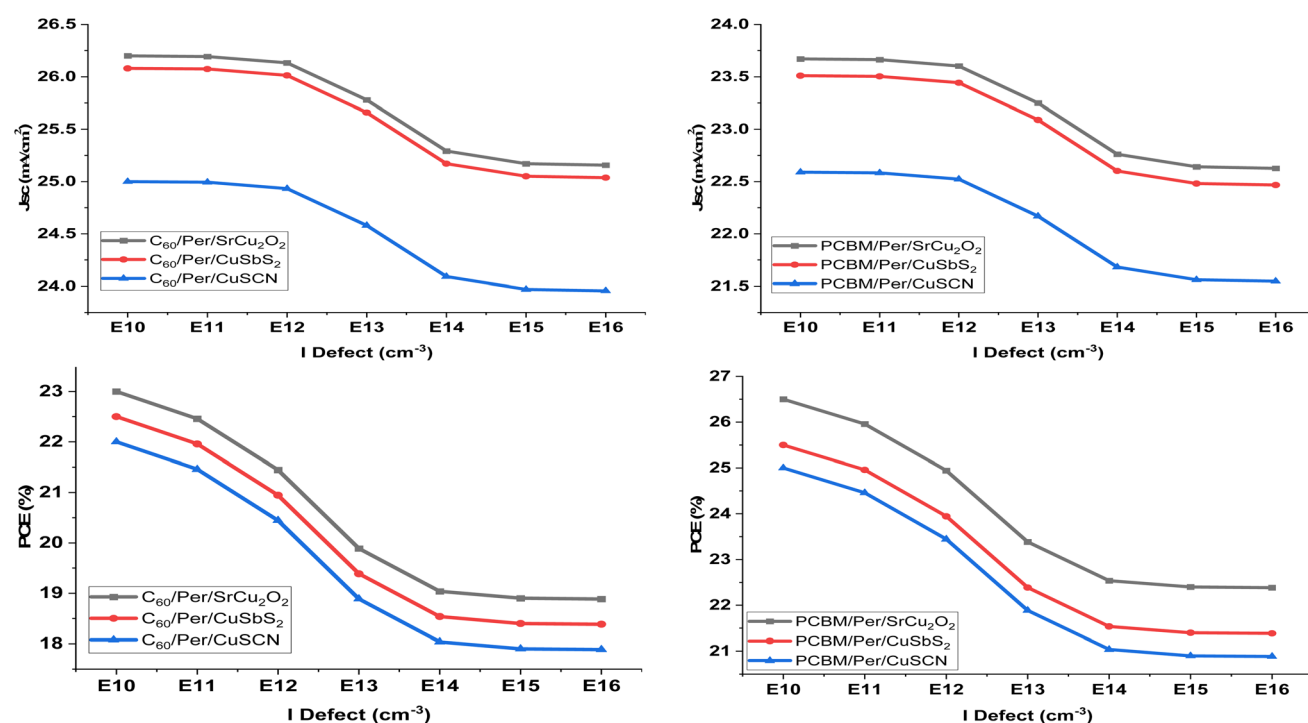 26.5
26.0
25.5
25.0
24.5
24.0
Jsc (mA/cm²)
C₆₀/Per/SrCu₂O₂
C₆₀/Per/CuSbS₂
C₆₀/Per/CuSCN
E10 E11 E12 E13 E14 E15 E16
I Defect (cm⁻³)
24.0
23.5
23.0
22.5
22.0
21.5
Jsc (mA/cm²)
PCBM/Per/SrCu₂O₂
PCBM/Per/CuSbS₂
PCBM/Per/CuSCN
E10 E11 E12 E13 E14 E15 E16
I Defect (cm⁻³)
23
22
21
20
19
18
PCE (%)
C₆₀/Per/SrCu₂O₂
C₆₀/Per/CuSbS₂
C₆₀/Per/CuSCN
E10 E11 E12 E13 E14 E15 E16
I Defect (cm⁻³)
27
26
25
24
23
22
21
PCE (%)
PCBM/Per/SrCu₂O₂
PCBM/Per/CuSbS₂
PCBM/Per/CuSCN
E10 E11 E12 E13 E14 E15 E16
I Defect (cm⁻³)